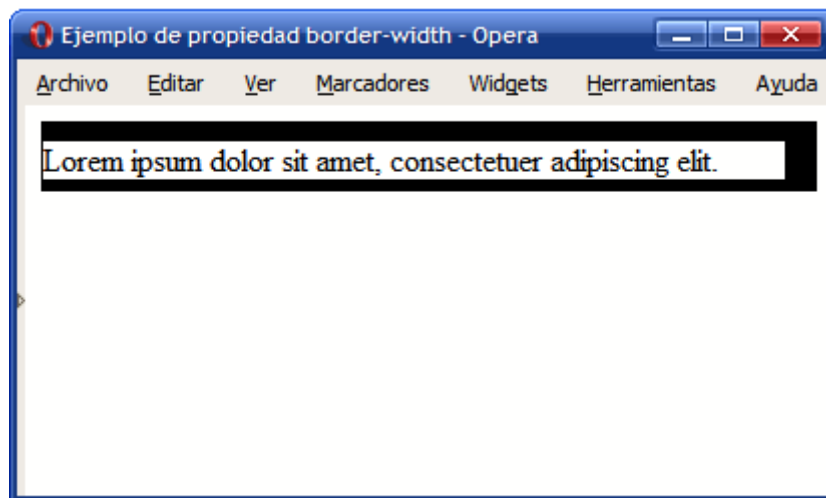 Ejemplo de propiedad border-width - Opera
Archivo Editar Ver Marcadores Widgets Herramientas Ayuda
Lorem ipsum dolor sit amet, consectetuer adipiscing elit.